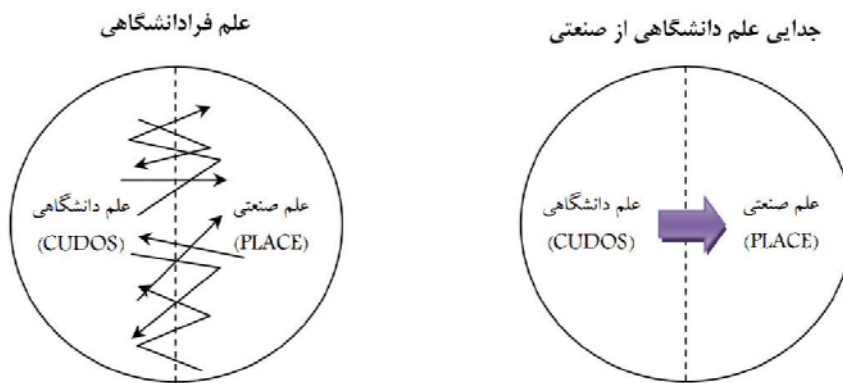 جدایی علم دانشگاهی از صنعتی
علم دانشگاهی
(CUDOS)
علم صنعتی
(PLACE)
علم فرادانشگاهی
علم دانشگاهی
(CUDOS)
علم صنعتی
(PLACE)